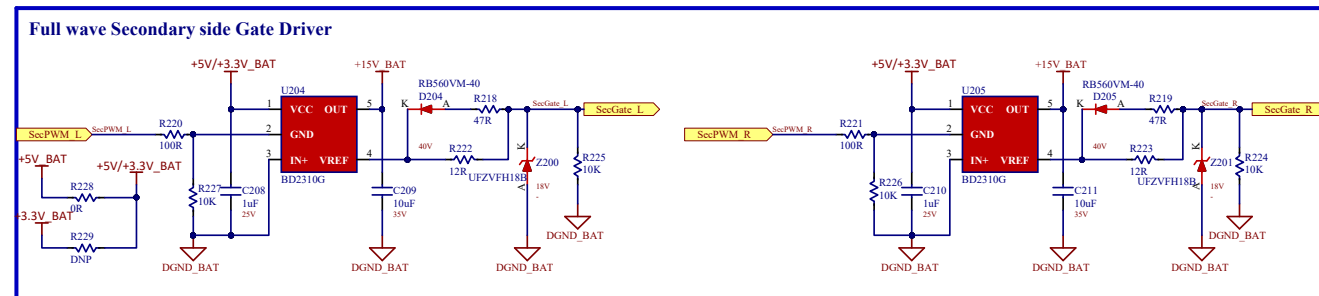 Full wave Secondary side Gate Driver
+5V/+3.3V_BAT
+15V_BAT
RB560VM-40
D204
K
A
R218
47R
U204
1
VCC
OUT
5
2
GND
3
IN+
VREF
4
BD2310G
SecPWM_L
SecPWM_L
R220
100R
SecGate_L
SecGate_L
40V
R222
12R
K
Z200
UFZVFH18B
A
18V
-
R225
10K
+5V_BAT
+5V/+3.3V_BAT
R228
0R
+3.3V_BAT
R229
DNP
R227
10K
C208
1uF
25V
C209
10uF
35V
DGND_BAT
DGND_BAT
DGND_BAT
DGND_BAT
+5V/+3.3V_BAT
+15V_BAT
RB560VM-40
D205
K
A
R219
47R
U205
1
VCC
OUT
5
2
GND
3
IN+
VREF
4
BD2310G
SecPWM_R
SecPWM_R
R221
100R
SecGate_R
SecGate_R
40V
R223
12R
K
Z201
UFZVFH18B
A
18V
-
R224
10K
R226
10K
C210
1uF
25V
C211
10uF
35V
DGND_BAT
DGND_BAT
DGND_BAT
DGND_BAT